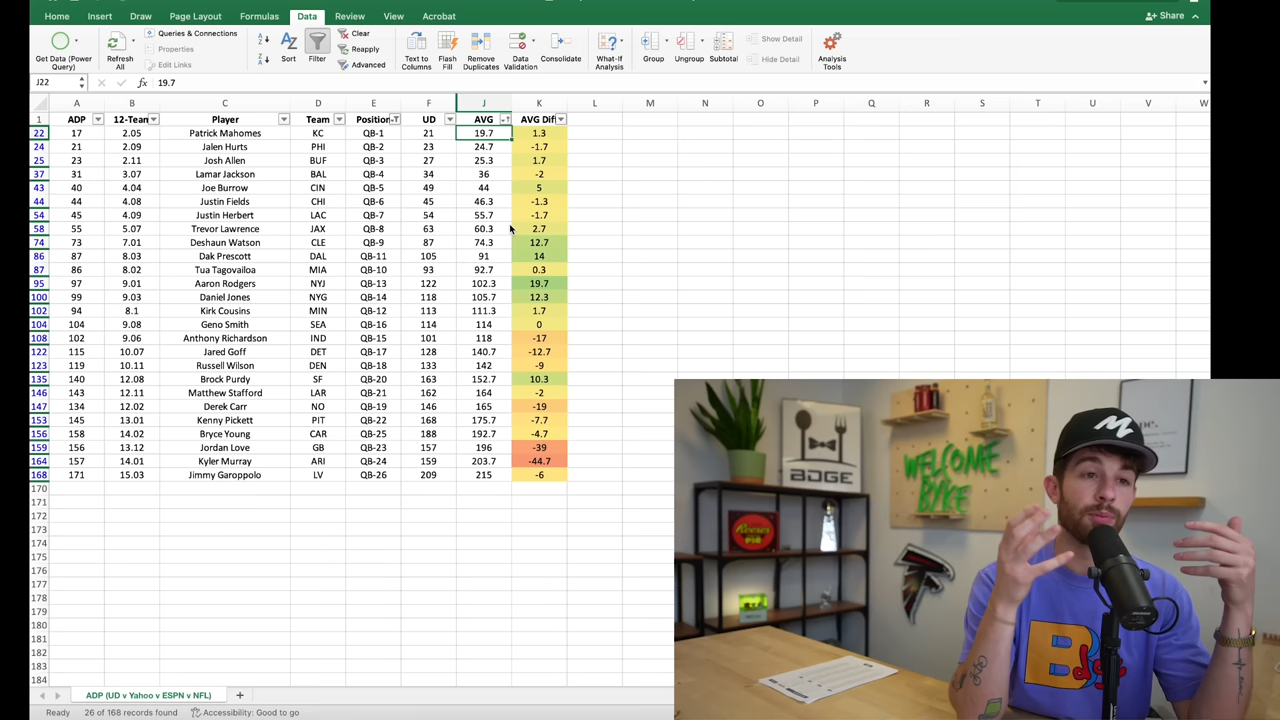 Home Insert Draw Page Layout Formulas Data Review View Acrobat Share
Get Data (Power Query) Refresh All Queries & Connections Properties Edit Links Sort Filter Clear Reapply Advanced Text to Columns Flash Fill Remove Duplicates Data Validation Consolidate What-If Analysis Group Ungroup Subtotal Show Detail Hide Detail Analysis Tools
J22 fx 19.7
A B C D E F J K L M N O P Q R S T U V W
1 ADP 12-Team Player Team Position UD AVG AVG Dif
22 17 2.05 Patrick Mahomes KC QB-1 21 19.7 1.3
24 21 2.09 Jalen Hurts PHI QB-2 23 24.7 -1.7
25 23 2.11 Josh Allen BUF QB-3 27 25.3 1.7
37 31 3.07 Lamar Jackson BAL QB-4 34 36 -2
43 40 4.04 Joe Burrow CIN QB-5 49 44 5
44 44 4.08 Justin Fields CHI QB-6 45 46.3 -1.3
54 45 4.09 Justin Herbert LAC QB-7 54 55.7 -1.7
58 55 5.07 Trevor Lawrence JAX QB-8 63 60.3 2.7
74 73 7.01 Deshaun Watson CLE QB-9 87 74.3 12.7
86 87 8.03 Dak Prescott DAL QB-11 105 91 14
87 86 8.02 Tua Tagovailoa MIA QB-10 93 92.7 0.3
95 97 9.01 Aaron Rodgers NYJ QB-13 122 102.3 19.7
100 99 9.03 Daniel Jones NYG QB-14 118 105.7 12.3
102 94 8.1 Kirk Cousins MIN QB-12 113 111.3 1.7
104 104 9.08 Geno Smith SEA QB-16 114 114 0
108 102 9.06 Anthony Richardson IND QB-15 101 118 -17
122 115 10.07 Jared Goff DET QB-17 128 140.7 -12.7
123 119 10.11 Russell Wilson DEN QB-18 133 142 -9
135 140 12.08 Brock Purdy SF QB-20 163 152.7 10.3
146 143 12.11 Matthew Stafford LAR QB-21 162 164 -2
147 134 12.02 Derek Carr NO QB-19 146 165 -19
153 145 13.01 Kenny Pickett PIT QB-22 168 175.7 -7.7
156 158 14.02 Bryce Young CAR QB-25 188 192.7 -4.7
159 156 13.12 Jordan Love GB QB-23 157 196 -39
164 157 14.01 Kyler Murray ARI QB-24 159 203.7 -44.7
168 171 15.03 Jimmy Garoppolo LV QB-26 209 215 -6
170
171
172
173
174
175
176
177
178
179
180
181
182
183
184
BDGE
WELCOME
BYKE
REESE'S
PIE
ADP (UD v Yahoo v ESPN v NFL)
Ready 26 of 168 records found Accessibility: Good to go